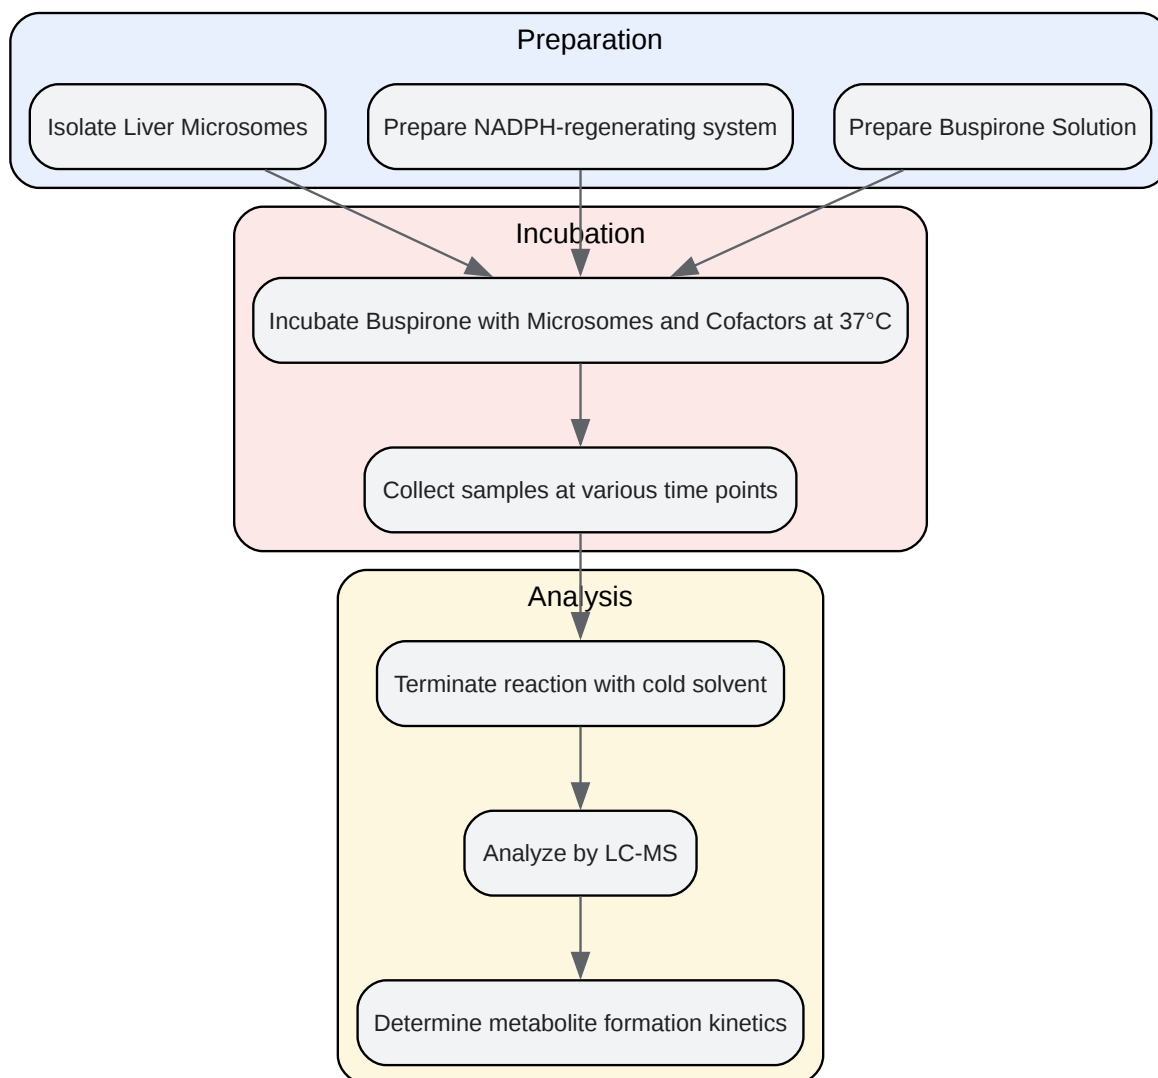 Preparation
Isolate Liver Microsomes
Prepare NADPH-regenerating system
Prepare Buspirone Solution
Incubation
Incubate Buspirone with Microsomes and Cofactors at 37°C
Collect samples at various time points
Analysis
Terminate reaction with cold solvent
Analyze by LC-MS
Determine metabolite formation kinetics